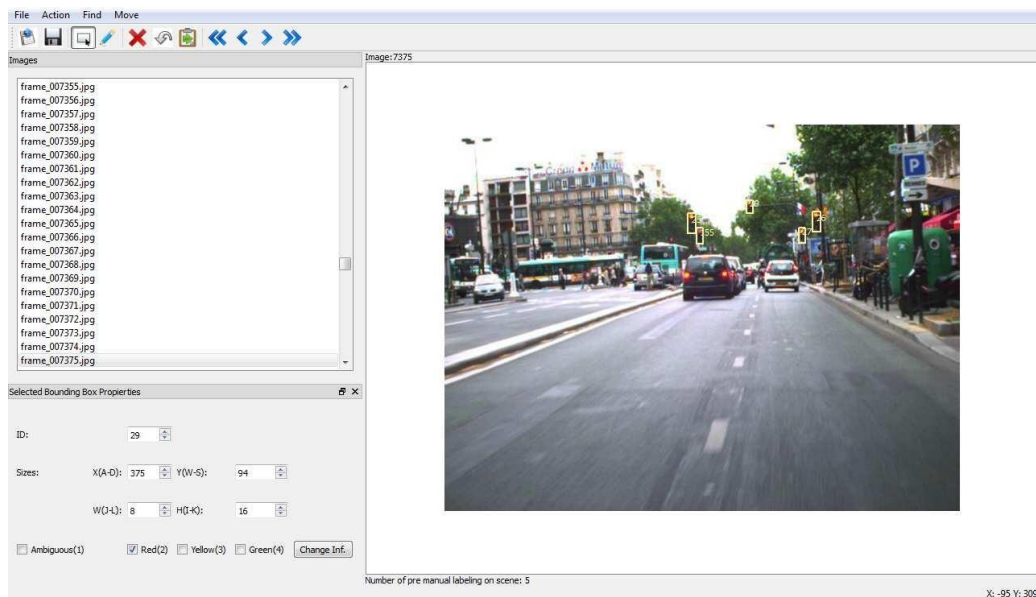 File Action Find Move
Images
Image:7375
frame_007355.jpg
frame_007356.jpg
frame_007357.jpg
frame_007358.jpg
frame_007359.jpg
frame_007360.jpg
frame_007361.jpg
frame_007362.jpg
frame_007363.jpg
frame_007364.jpg
frame_007365.jpg
frame_007366.jpg
frame_007367.jpg
frame_007368.jpg
frame_007369.jpg
frame_007370.jpg
frame_007371.jpg
frame_007372.jpg
frame_007373.jpg
frame_007374.jpg
frame_007375.jpg
P
Selected Bounding Box Propierties
ID: 29
Sizes: X(A-D): 375 Y(W-S): 94
W(J-L): 8 H(I-K): 16
Ambiguous(1) Red(2) Yellow(3) Green(4) Change Inf.
Number of pre manual labeling on scene: 5
X: -95 Y: 309